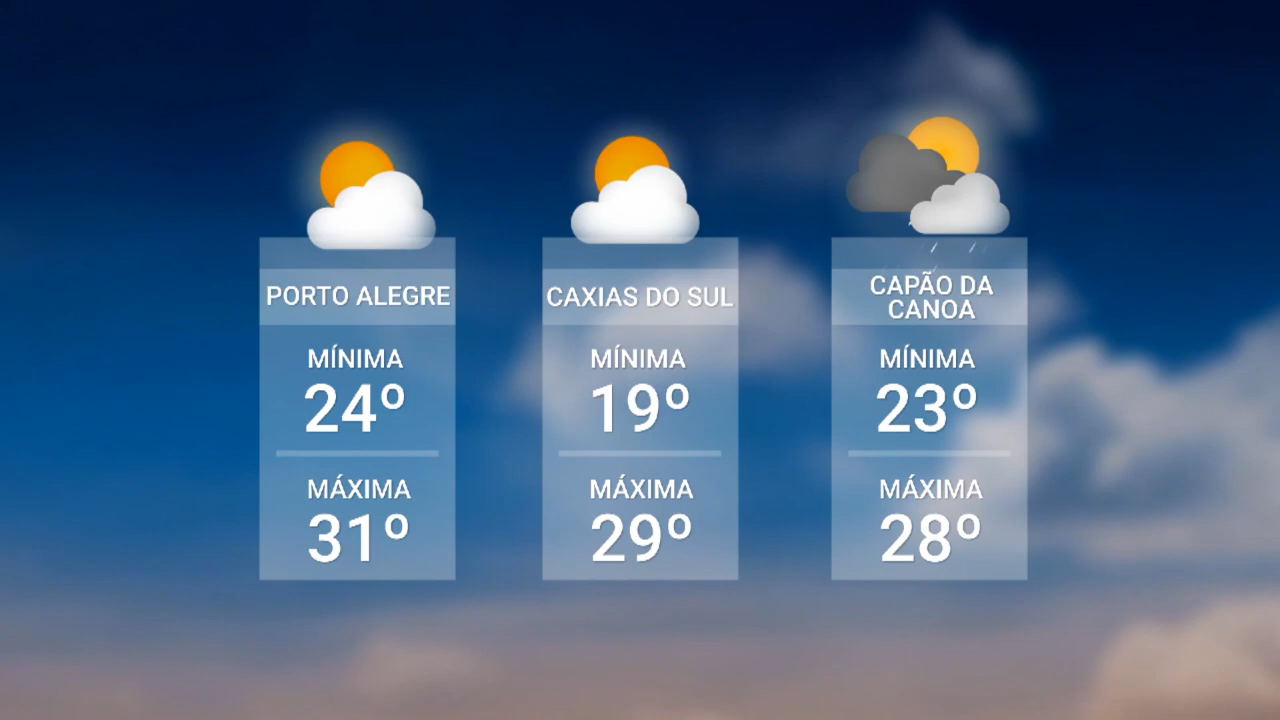 PORTO ALEGRE
MÍNIMA
24º
MÁXIMA
31º
CAXIAS DO SUL
MÍNIMA
19º
MÁXIMA
29º
CAPÃO DA
CANOA
MÍNIMA
23º
MÁXIMA
28º